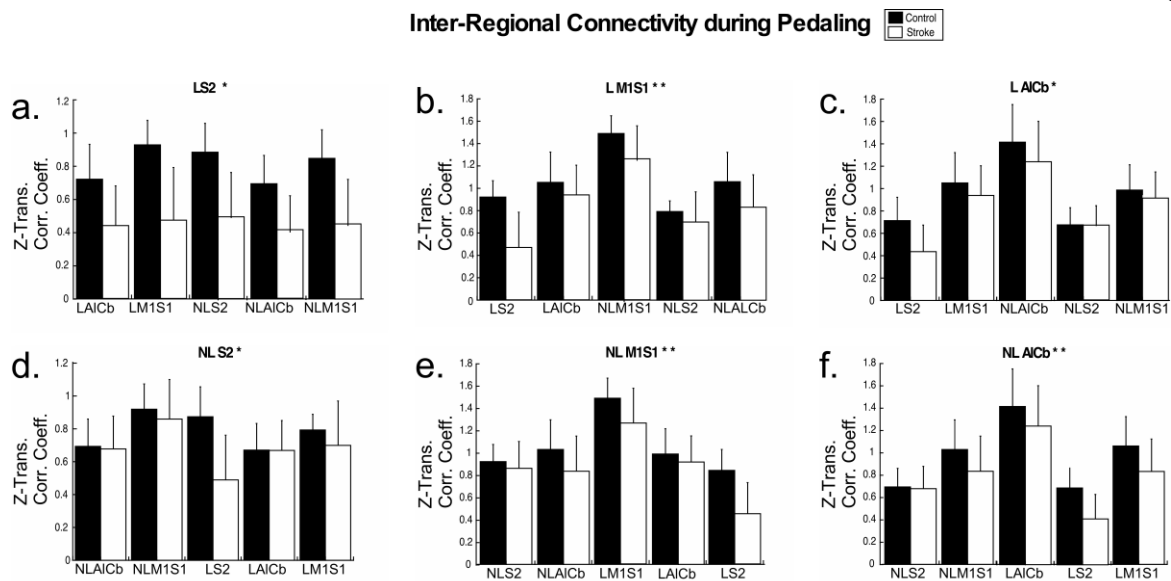 Inter-Regional Connectivity during Pedaling
Control
Stroke
a.
LS2 *
Z-Trans.
Corr. Coeff.
1.2
1
0.8
0.6
0.4
0.2
0
LAICb LM1S1 NLS2 NLAICb NLM1S1
b.
L M1S1 * *
Z-Trans.
Corr. Coeff.
1.8
1.6
1.4
1.2
1
0.8
0.6
0.4
0.2
0
LS2 LAICb NLM1S1 NLS2 NLALCb
c.
L AICb *
Z-Trans.
Corr. Coeff.
1.8
1.6
1.4
1.2
1
0.8
0.6
0.4
0.2
0
LS2 LM1S1 NLAICb NLS2 NLM1S1
d.
NL S2 *
Z-Trans.
Corr. Coeff.
1.2
1
0.8
0.6
0.4
0.2
0
NLAICb NLM1S1 LS2 LAICb LM1S1
e.
NL M1S1 * *
Z-Trans.
Corr. Coeff.
1.8
1.6
1.4
1.2
1
0.8
0.6
0.4
0.2
0
NLS2 NLAICb LM1S1 LAICb LS2
f.
NL AICb * *
Z-Trans.
Corr. Coeff.
1.8
1.6
1.4
1.2
1
0.8
0.6
0.4
0.2
0
NLS2 NLM1S1 LAICb LS2 LM1S1